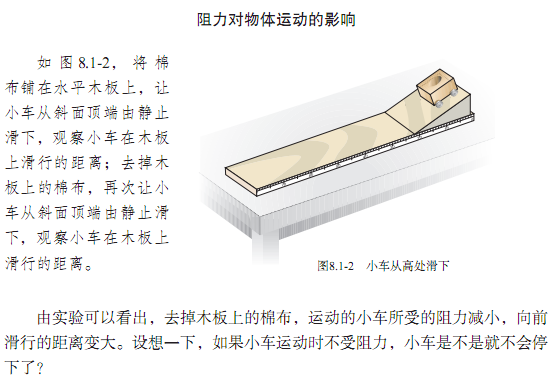 阻力对物体运动的影响
如图8.1-2，将棉
布铺在水平木板上，让
小车从斜面顶端由静止
滑下，观察小车在木板
上滑行的距离；去掉木
板上的棉布，再次让小
车从斜面顶端由静止滑
下，观察小车在木板上
滑行的距离。
图8.1-2 小车从高处滑下
由实验可以看出，去掉木板上的棉布，运动的小车所受的阻力减小，向前
滑行的距离变大。设想一下，如果小车运动时不受阻力，小车是不是就不会停
下了？